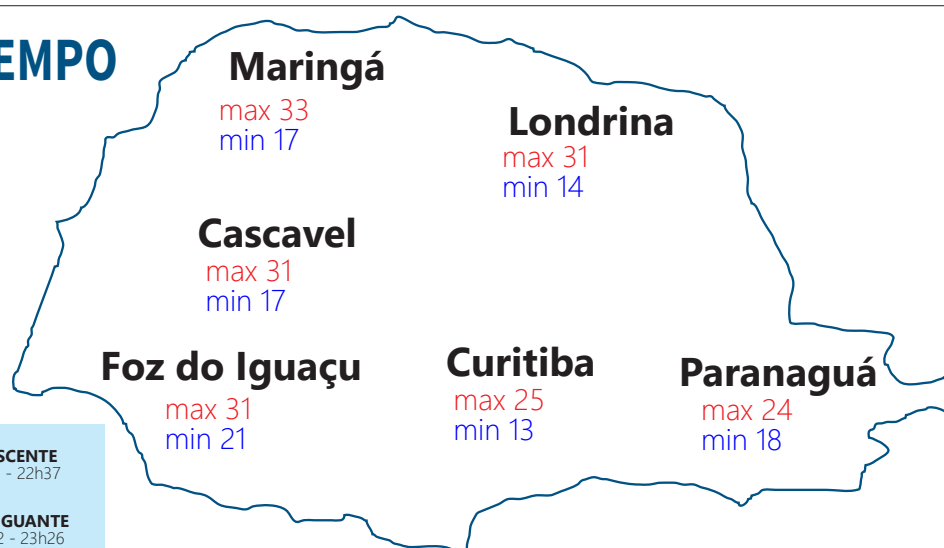 EMPO
Maringá
max 33
min 17
Londrina
max 31
min 14
Cascavel
max 31
min 17
Foz do Iguaçu
max 31
min 21
Curitiba
max 25
min 13
Paranaguá
max 24
min 18
SCENTE
- 22h37
GUANTE
2 - 23h26